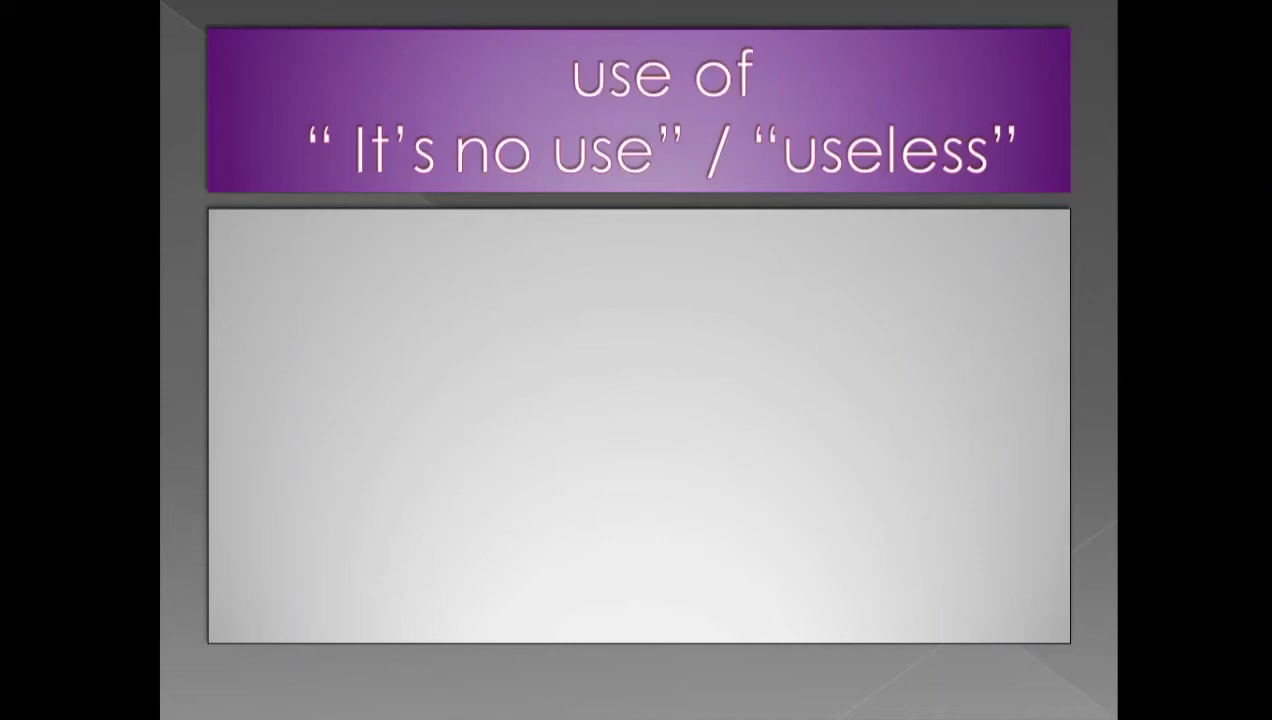 use of
“ It’s no use” / “useless”